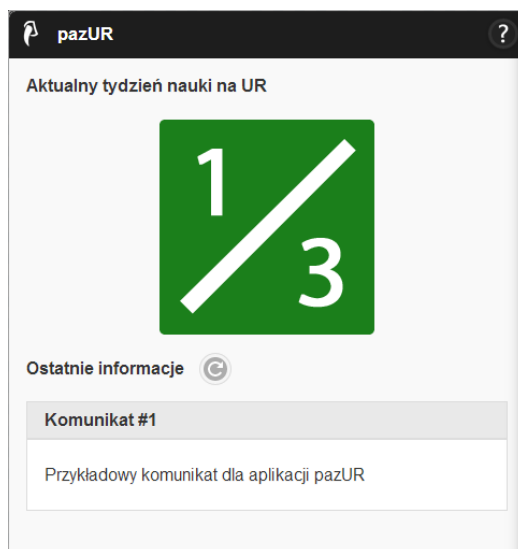 pazUR
?
Aktualny tydzień nauki na UR
1/3
Ostatnie informacje
Komunikat #1
Przykładowy komunikat dla aplikacji pazUR